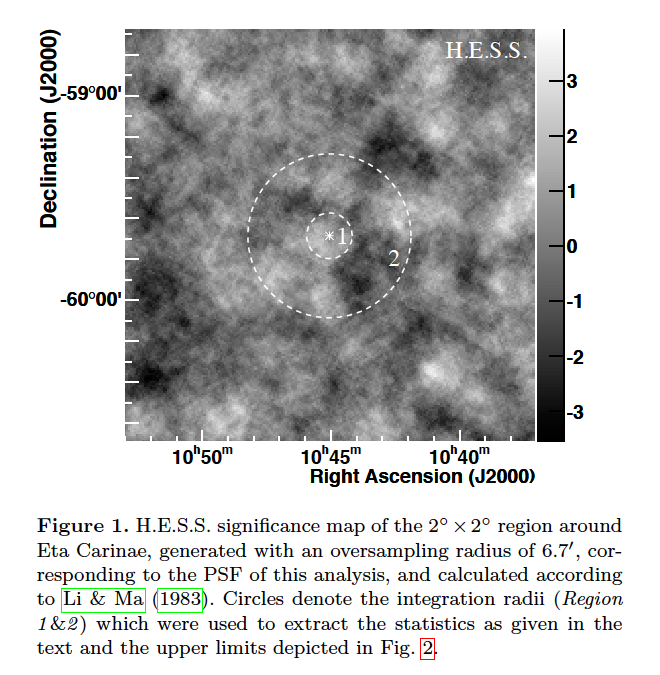 H.E.S.S.
Declination (J2000)
-59°00'
-60°00'
1
2
3
2
1
0
-1
-2
-3
10ʰ50ᵐ
10ʰ45ᵐ
10ʰ40ᵐ
Right Ascension (J2000)
Figure 1. H.E.S.S. significance map of the 2° × 2° region around
Eta Carinae, generated with an oversampling radius of 6.7′, cor-
responding to the PSF of this analysis, and calculated according
to Li & Ma (1983). Circles denote the integration radii (Region
1&2) which were used to extract the statistics as given in the
text and the upper limits depicted in Fig. 2.